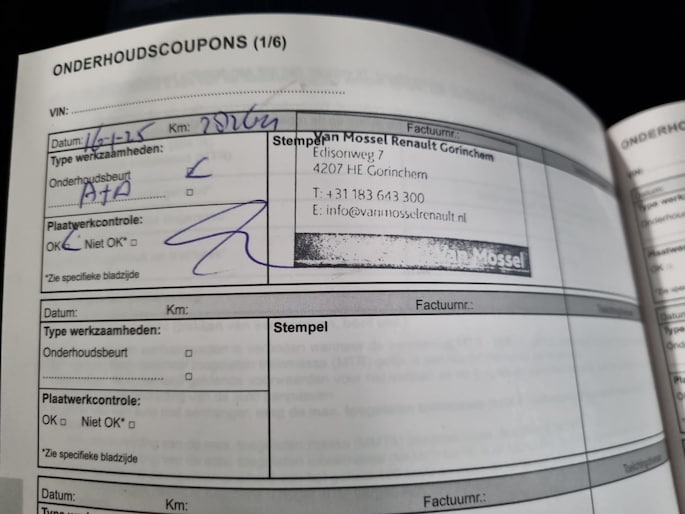 ONDERHOUDSCOUPONS (1/6)
VIN:
Datum: 16-1-25 Km: Factuurnr.:
Type werkzaamheden:
Onderhoudsbeurt
A+A
Plaatwerkcontrole:
OK Niet OK*
*Zie specifieke bladzijde
Stempel
Van Mossel Renault Gorinchem
Edisonweg 7
4207 HE Gorinchem
T: +31 183 643 300
E: info@vanmosselrenault.nl
Van Mossel
Datum: Km: Factuurnr.:
Type werkzaamheden:
Onderhoudsbeurt
Plaatwerkcontrole:
OK Niet OK*
*Zie specifieke bladzijde
Stempel
Datum: Km: Factuurnr.: